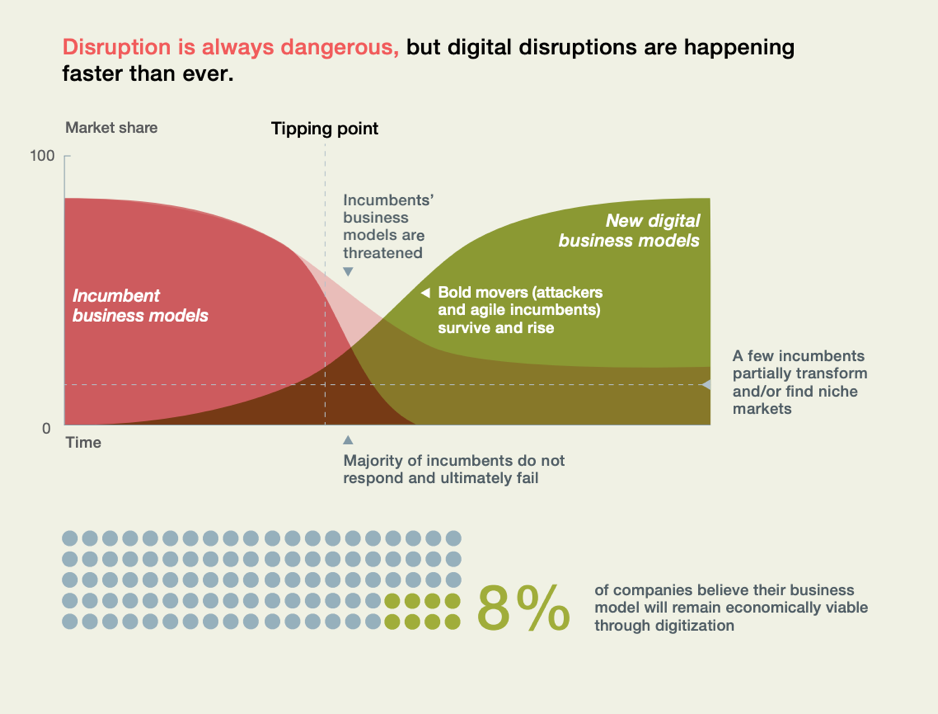 Disruption is always dangerous, but digital disruptions are happening
faster than ever.
Market share
Tipping point
100
Incumbents’
business
models are
threatened
New digital
business models
Incumbent
business models
Bold movers (attackers
and agile incumbents)
survive and rise
A few incumbents
partially transform
and/or find niche
markets
0
Time
Majority of incumbents do not
respond and ultimately fail
8%
of companies believe their business
model will remain economically viable
through digitization